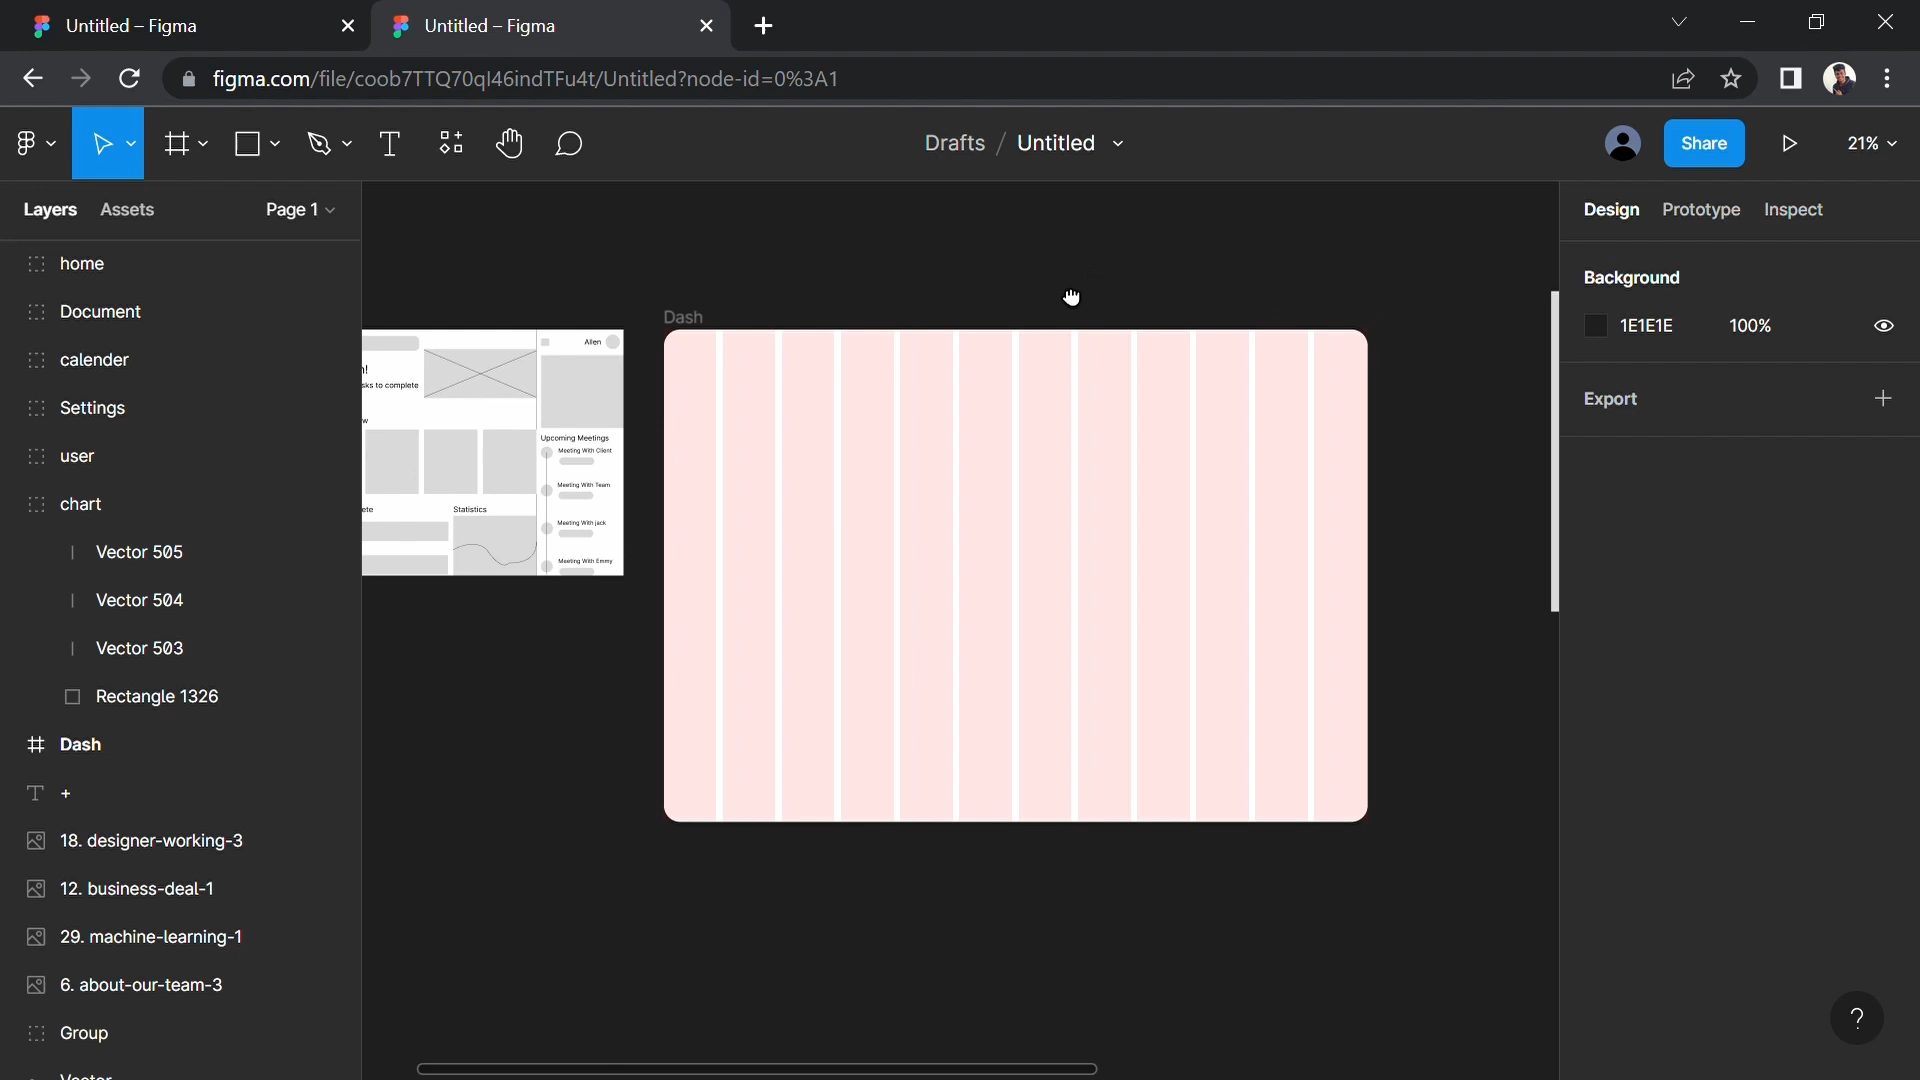 Untitled – Figma
Untitled – Figma
figma.com/file/coob7TTQ70qI46indTFu4t/Untitled?node-id=0%3A1
Drafts / Untitled
Share
21%
Layers
Assets
Page 1
home
Document
calender
Settings
user
chart
Vector 505
Vector 504
Vector 503
Rectangle 1326
Dash
+
18. designer-working-3
12. business-deal-1
29. machine-learning-1
6. about-our-team-3
Group
Allen
!
sks to complete
w
Upcoming Meetings
Meeting With Client
Meeting With Team
Meeting With jack
Meeting With Emmy
ete
Statistics
Dash
Design
Prototype
Inspect
Background
1E1E1E
100%
Export
?